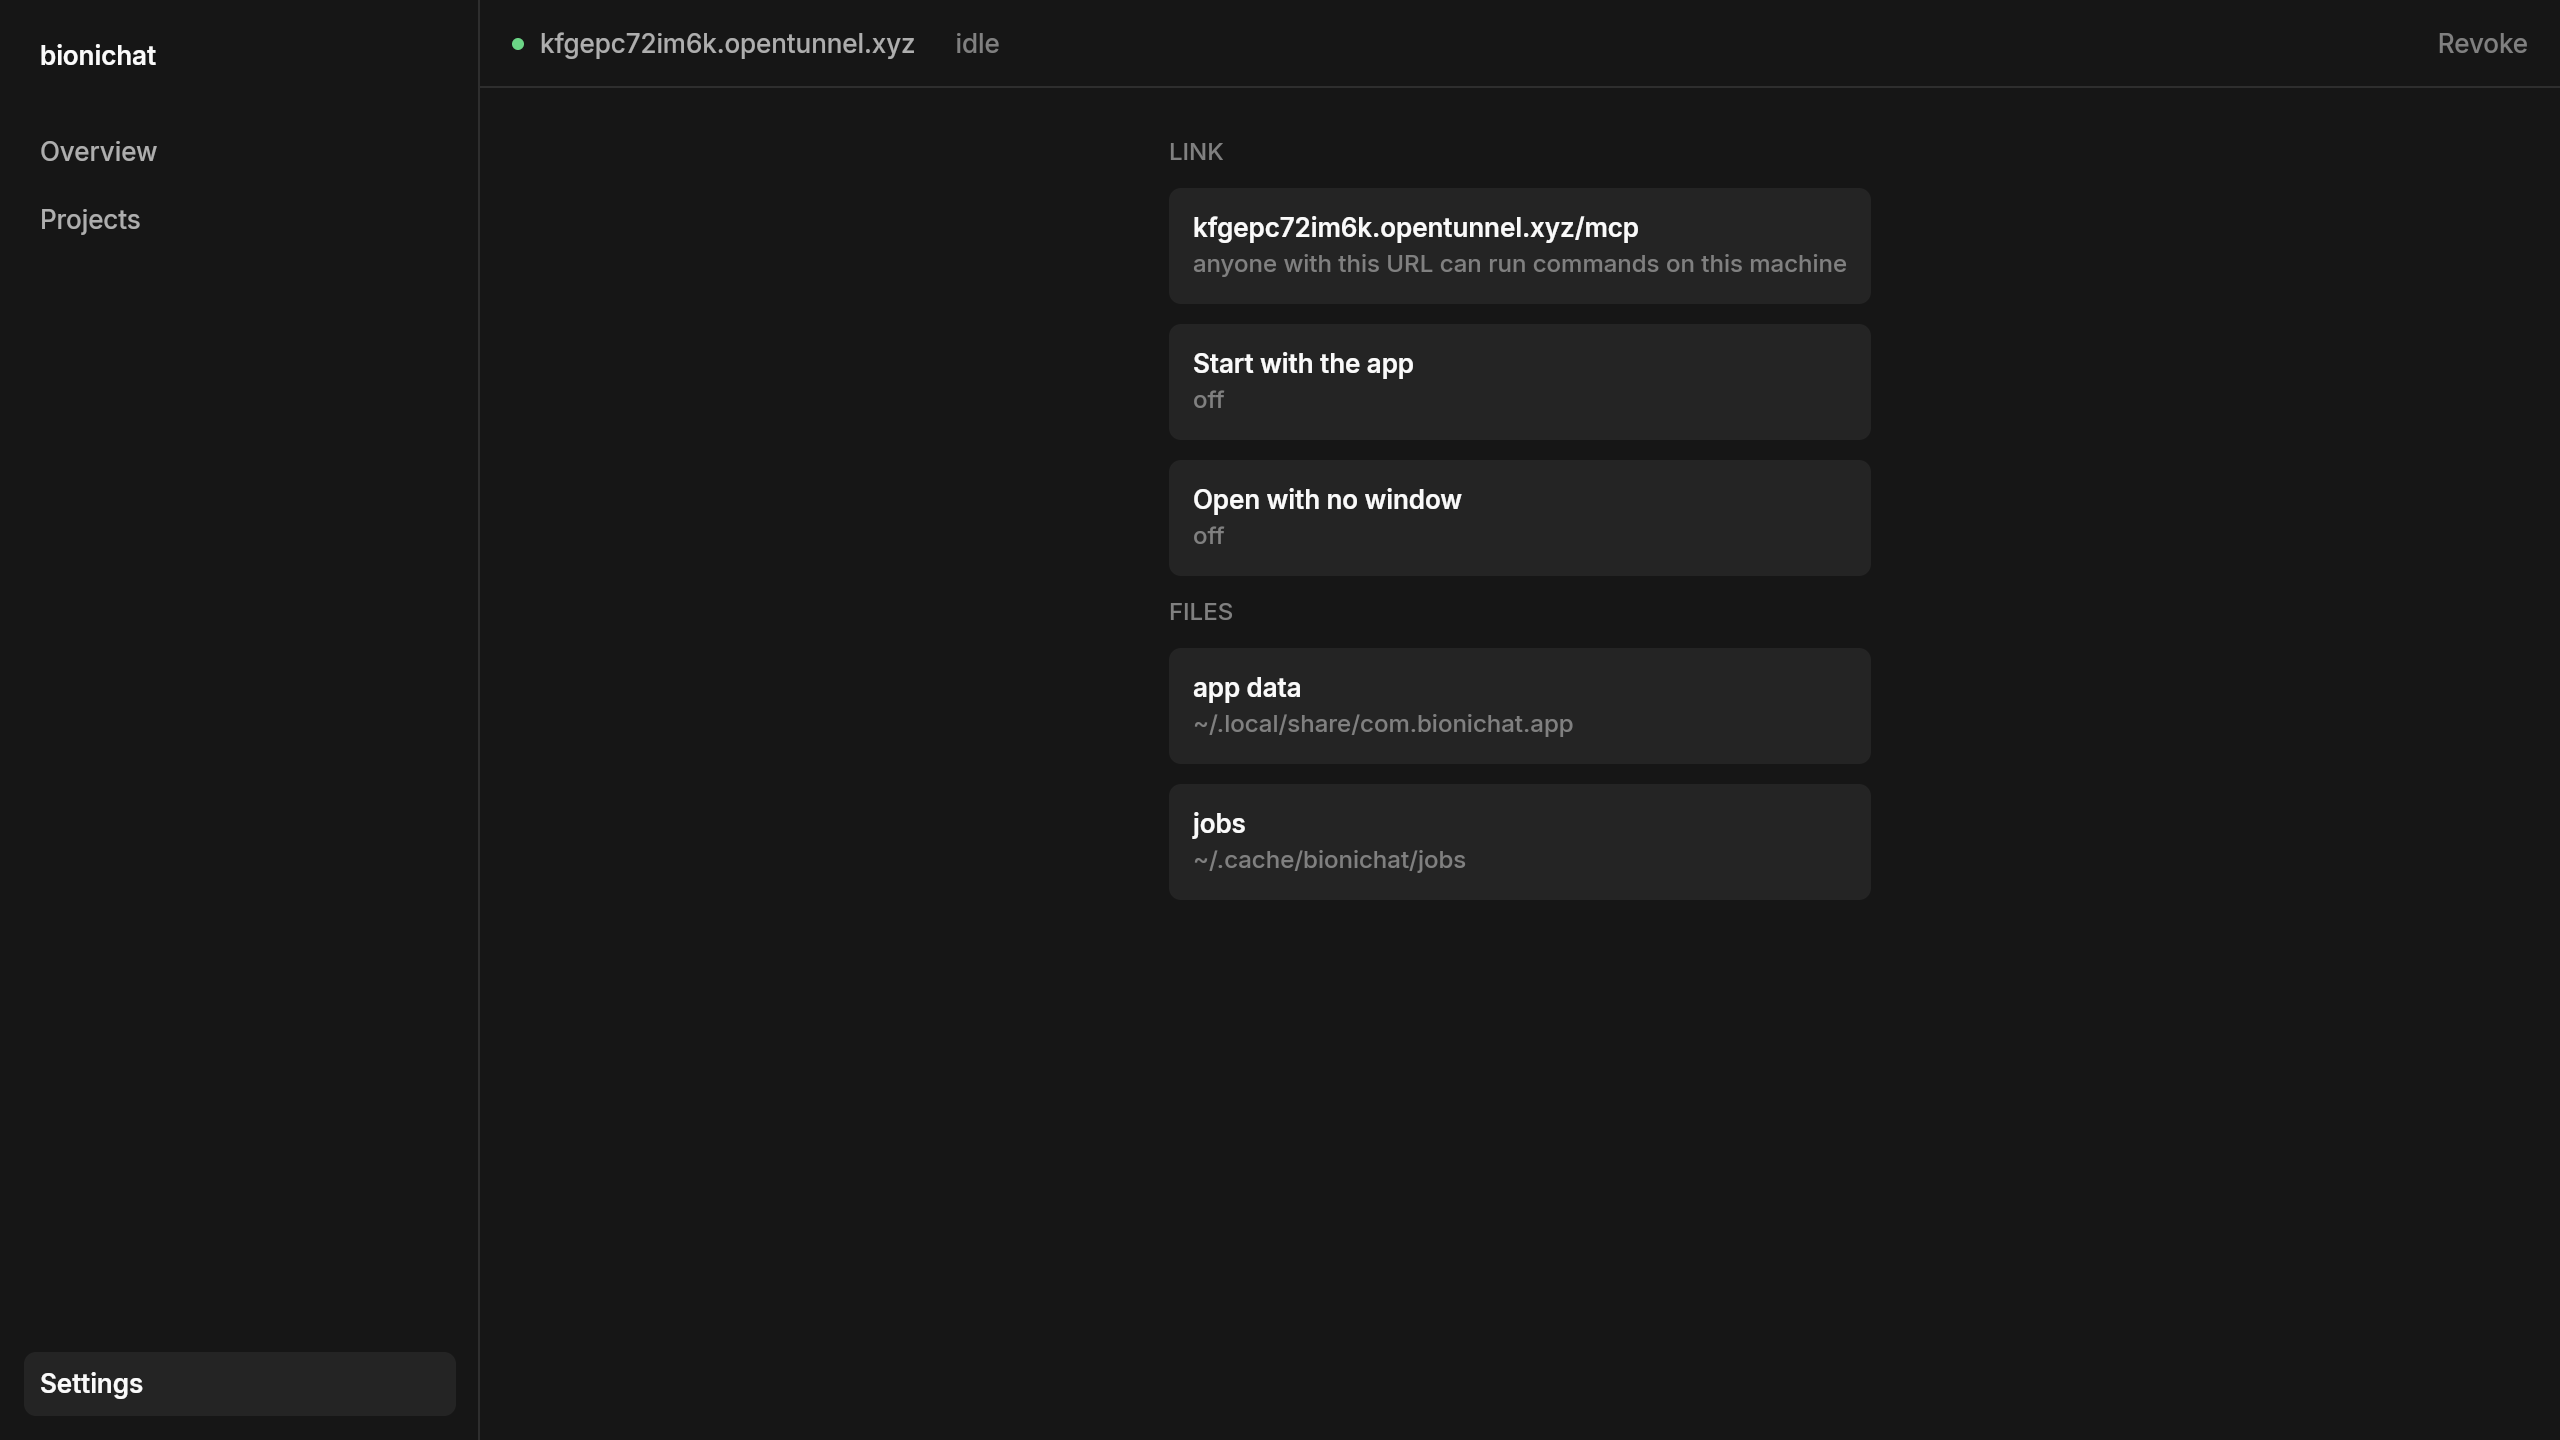 bionichat
Overview
Projects
Settings
kfgepc72im6k.opentunnel.xyz idle Revoke
LINK
kfgepc72im6k.opentunnel.xyz/mcp
anyone with this URL can run commands on this machine
Start with the app
off
Open with no window
off
FILES
app data
~/.local/share/com.bionichat.app
jobs
~/.cache/bionichat/jobs